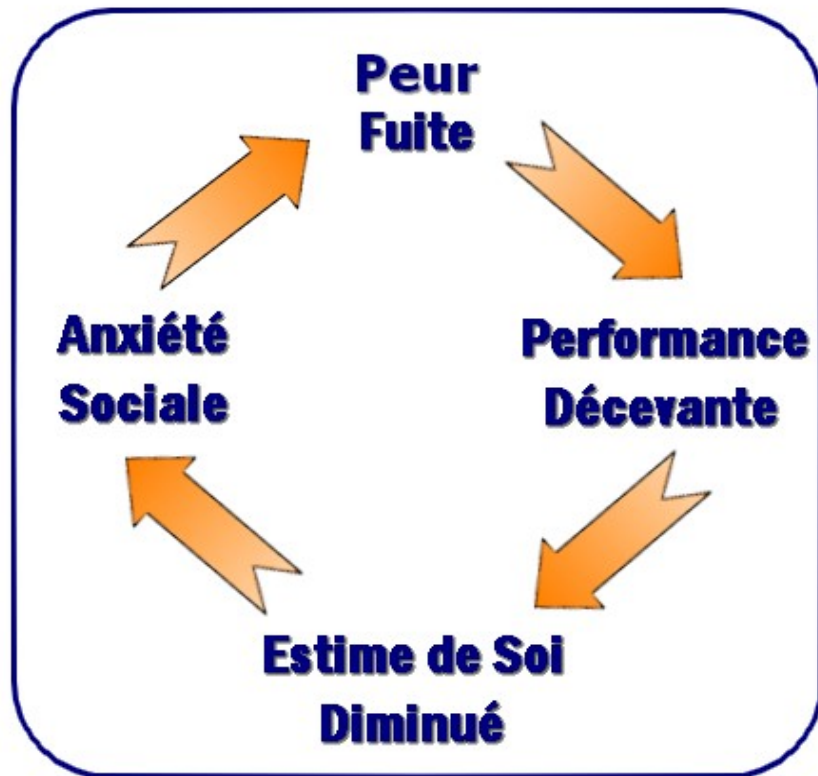 Peur
Fuite
Performance
Décevante
Estime de Soi
Diminué
Anxiété
Sociale